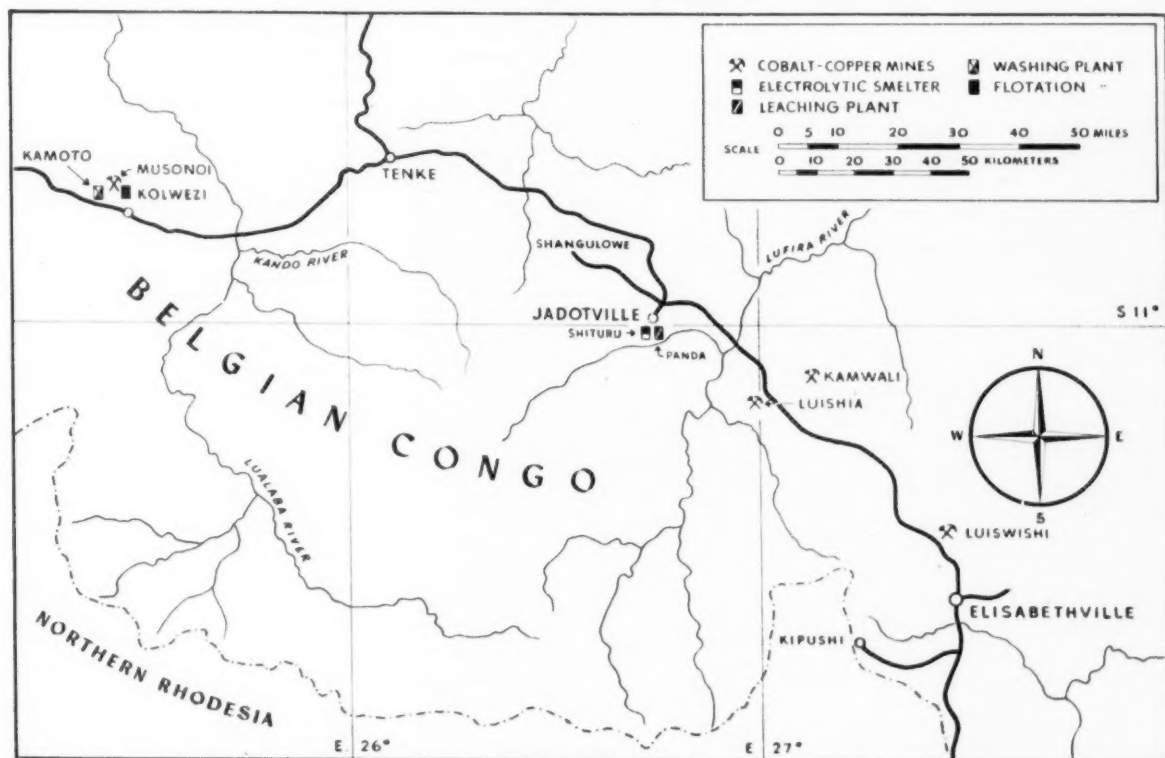 COBALT-COPPER MINES
ELECTROLYTIC SMELTER
LEACHING PLANT
WASHING PLANT
FLOTATION "
SCALE
0 5 10 20 30 40 50 MILES
0 10 20 30 40 50 KILOMETERS
KAMOTO
MUSONOI
KOLWEZI
TENKE
KANDO RIVER
SHANGULOWE
LUFIRA RIVER
JADOTVILLE
S 11°
SHITURU
PANDA
KAMWALI
LUISHIA
BELGIAN CONGO
LUALABA RIVER
N
W
E
S
LUISWISHI
ELISABETHVILLE
KIPUSHI
NORTHERN RHODESIA
E. 26°
E. 27°